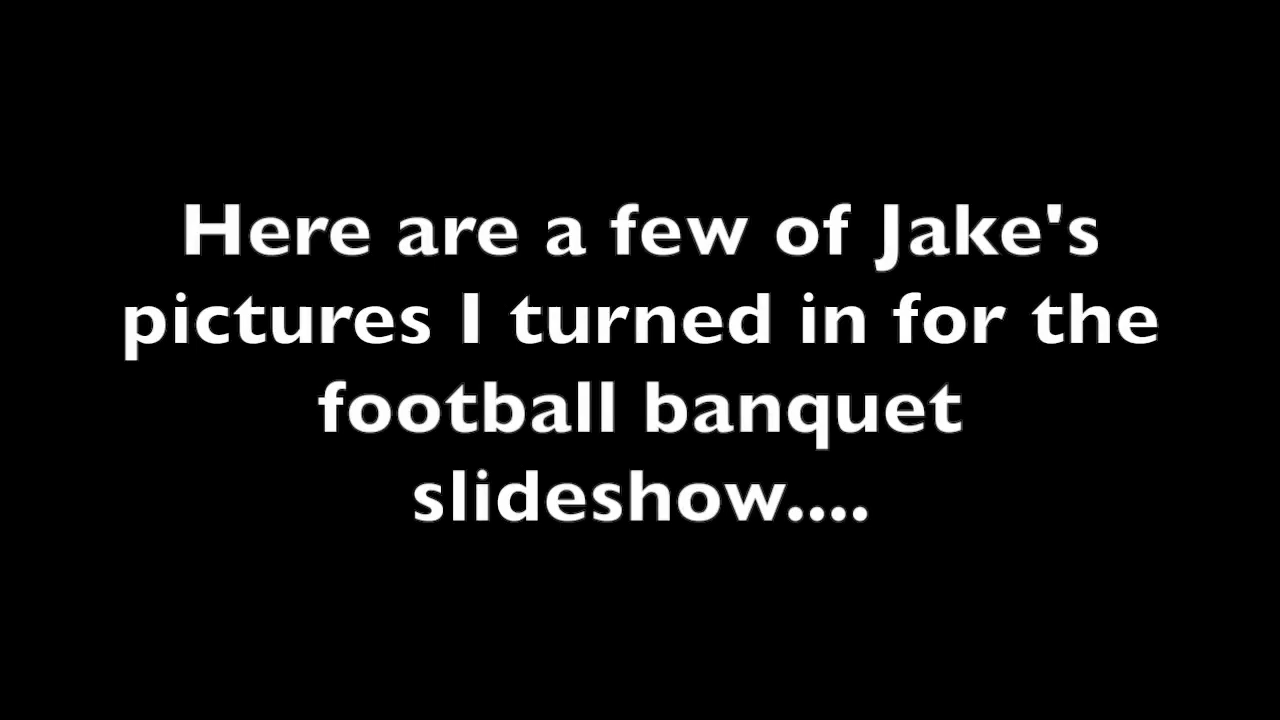 Here are a few of Jake's
pictures I turned in for the
football banquet
slideshow....